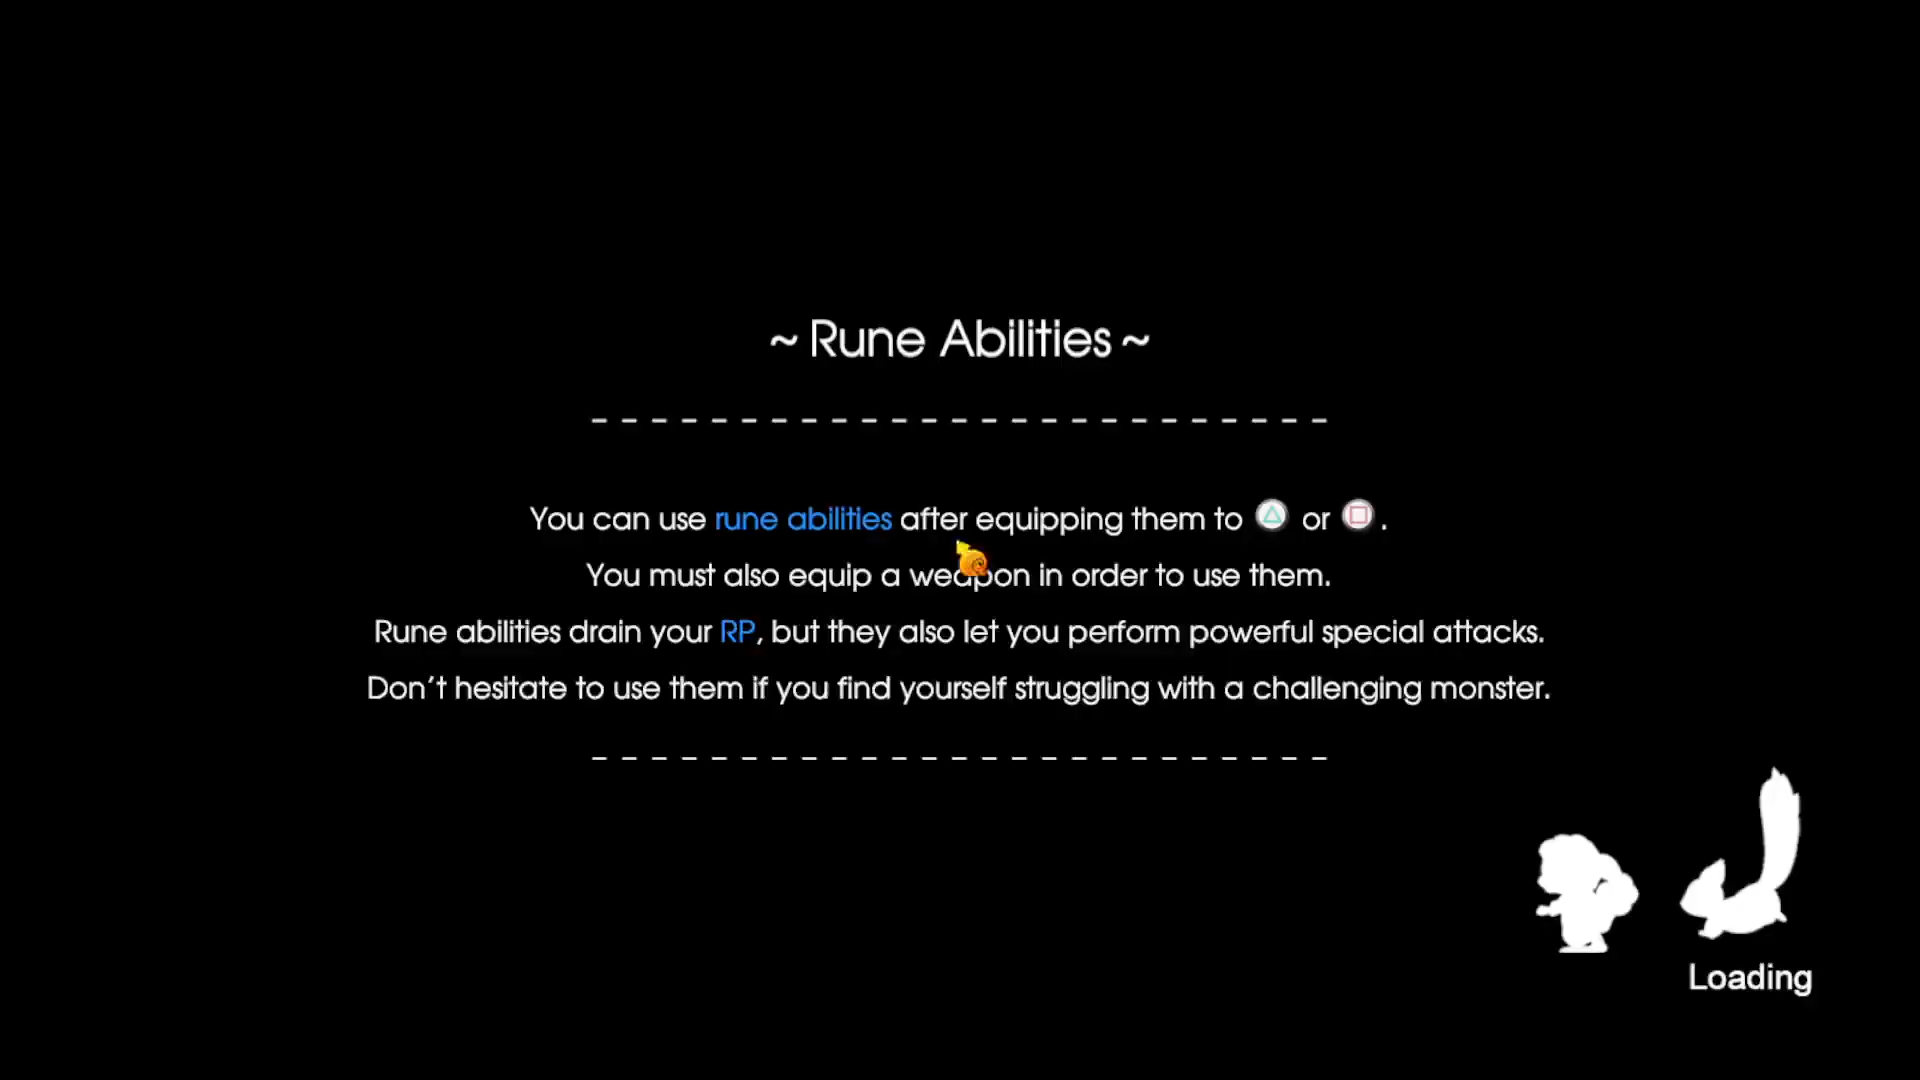 ~ Rune Abilities ~
You can use rune abilities after equipping them to △ or □.
You must also equip a weapon in order to use them.
Rune abilities drain your RP, but they also let you perform powerful special attacks.
Don't hesitate to use them if you find yourself struggling with a challenging monster.
Loading